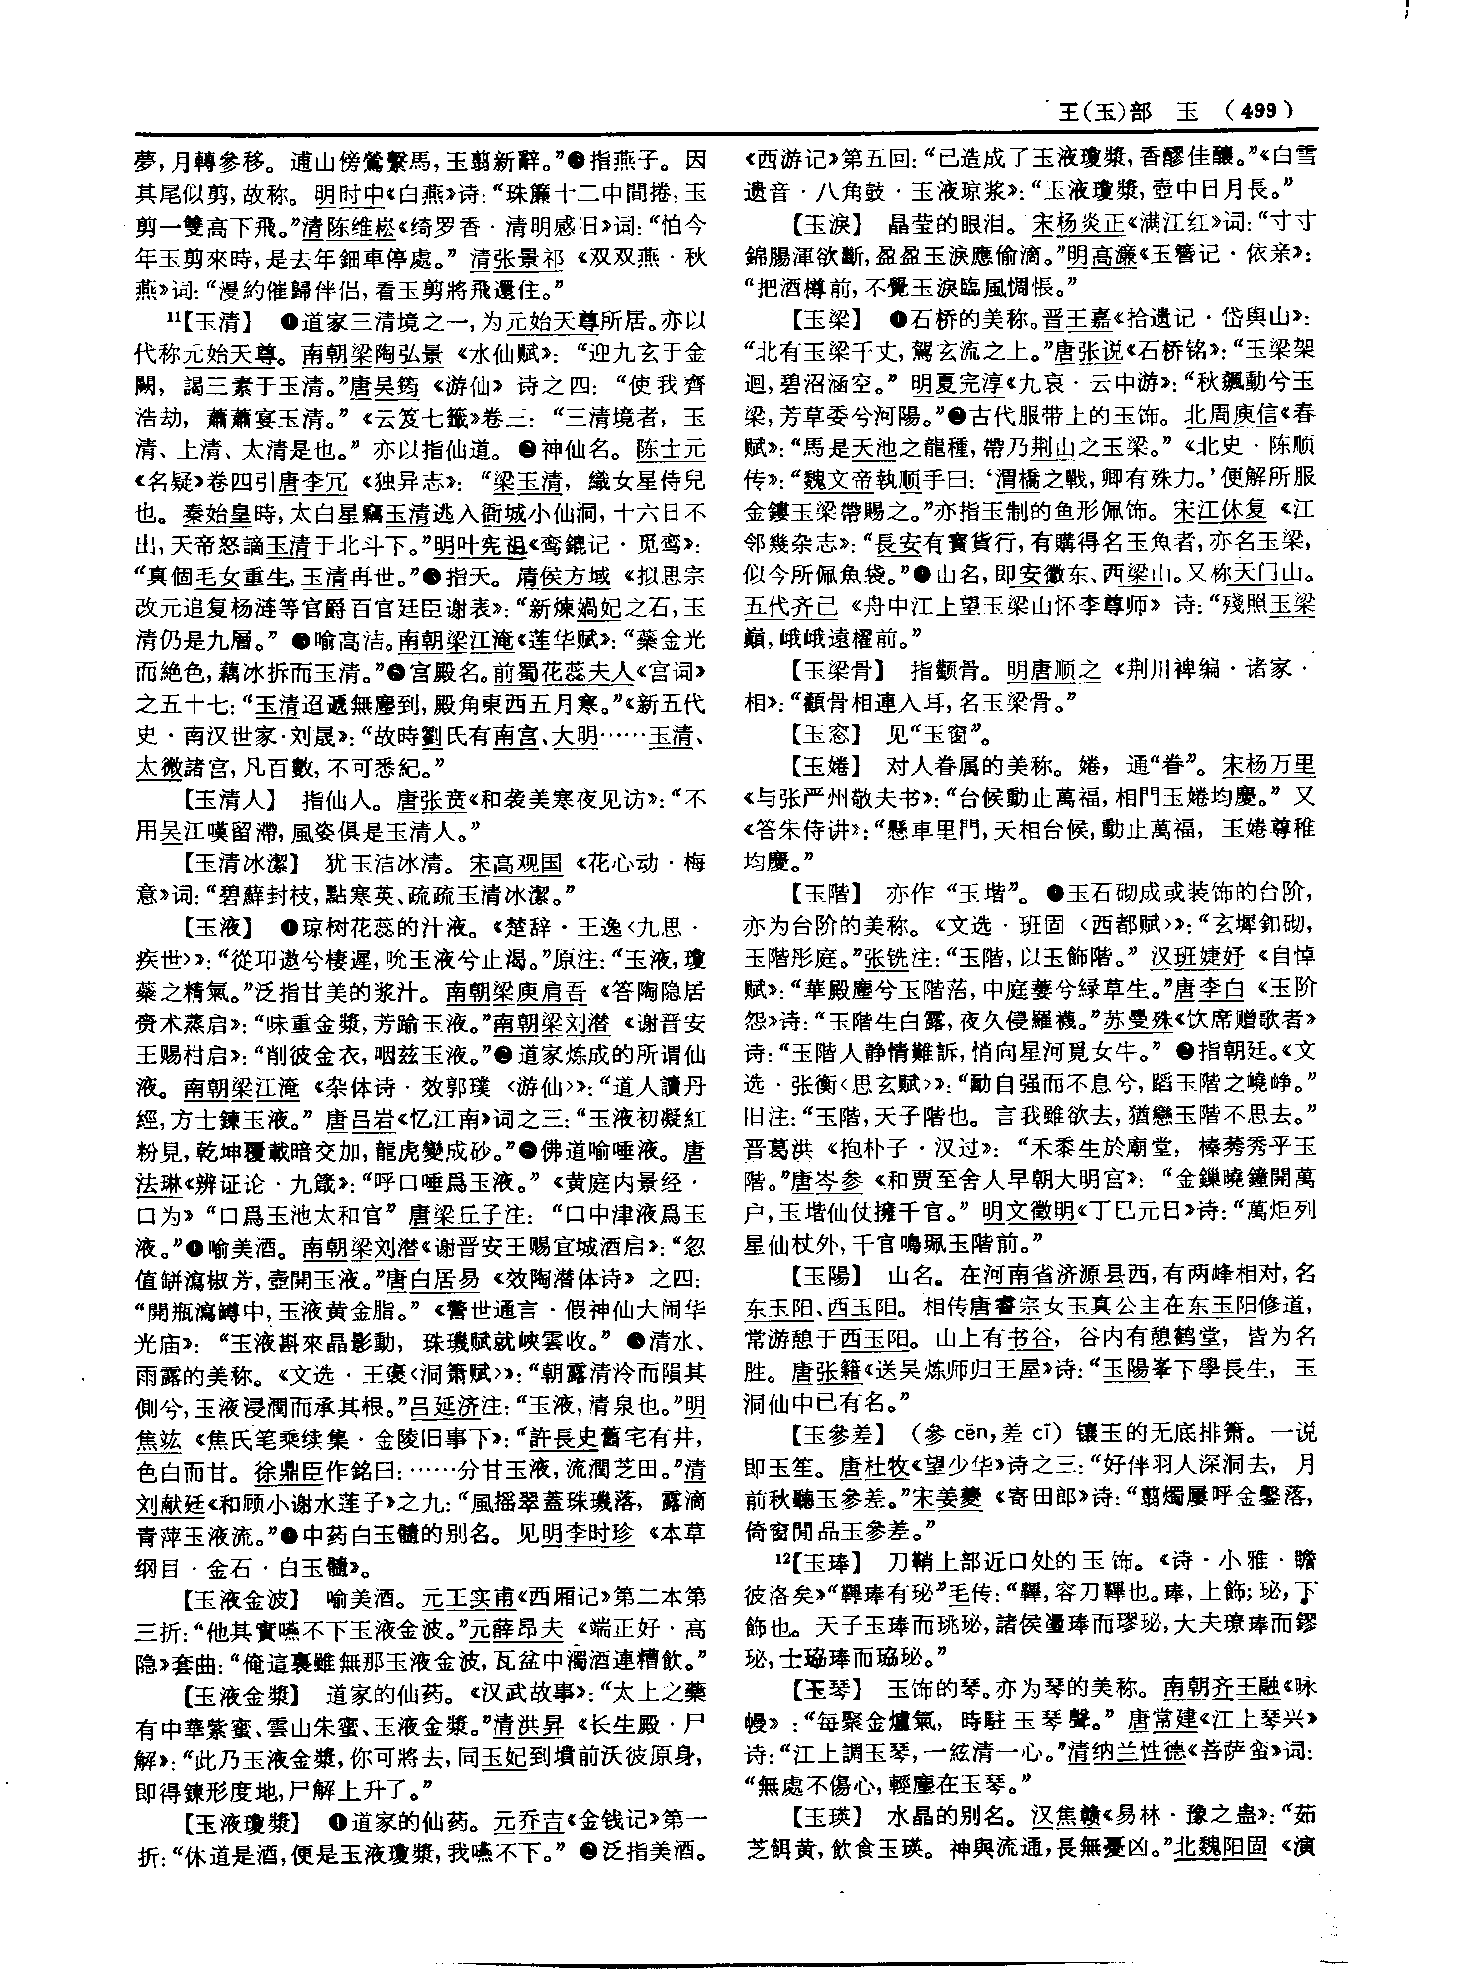 王(玉)部 玉 (499)
夢,月轉參移。逋山傍鶯繫馬,玉翦新辭。”❷指燕子。因
其尾似剪,故称。明时中《白燕》诗:“珠簾十二中間捲,玉
剪一雙高下飛。”清陈维崧《绮罗香·清明感旧》词:“怕今
年玉剪來時,是去年鈿車停處。”清张景祁《双双燕·秋
燕》词:“漫約催歸伴侣,看玉剪將飛還住。”
¹¹【玉清】 ❶道家三清境之一,为元始天尊所居。亦以
代称元始天尊。南朝梁陶弘景《水仙赋》:“迎九玄于金
闕,謁三素于玉清。”唐吴筠《游仙》诗之四:“使我齊
浩劫,蕭蕭宴玉清。”《云笈七籤》卷三:“三清境者,玉
清、上清、太清是也。”亦以指仙道。❷神仙名。陈士元
《名疑》卷四引唐李冗《独异志》:“梁玉清,織女星侍兒
也。秦始皇時,太白星竊玉清逃入衙城小仙洞,十六日不
出,天帝怒謫玉清于北斗下。”明叶宪祖《鸾鎞记·觅鸾》:
“真個毛女重生,玉清再世。”❸指天。清侯方域《拟思宗
改元追复杨涟等官爵百官廷臣谢表》:“新煉媧妃之石,玉
清仍是九層。”❹喻高洁。南朝梁江淹《莲华赋》:“蘂金光
而絶色,藕冰拆而玉清。”❺宫殿名。前蜀花蕊夫人《宫词》
之五十七:“玉清迢遞無塵到,殿角東西五月寒。”《新五代
史·南汉世家·刘晟》:“故時劉氏有南宫、大明……玉清、
太微諸宫,凡百數,不可悉紀。”
【玉清人】 指仙人。唐张贲《和袭美寒夜见访》:“不
用吴江嘆留滯,風姿俱是玉清人。”
【玉清冰潔】 犹玉洁冰清。宋高观国《花心动·梅
意》词:“碧蘚封枝,點寒英、疏疏玉清冰潔。”
【玉液】 ❶琼树花蕊的汁液。《楚辞·王逸〈九思·
疾世〉》:“從卭遨兮棲遲,吮玉液兮止渴。”原注:“玉液,瓊
蘂之精氣。”泛指甘美的浆汁。南朝梁庾肩吾《答陶隐居
赍术蒸启》:“味重金漿,芳踰玉液。”南朝梁刘潜《谢晋安
王赐柑启》:“削彼金衣,咽兹玉液。”❷道家炼成的所谓仙
液。南朝梁江淹《杂体诗·效郭璞〈游仙〉》:“道人讀丹
經,方士鍊玉液。”唐吕岩《忆江南》词之三:“玉液初凝紅
粉見,乾坤覆載暗交加,龍虎變成砂。”❸佛道喻唾液。唐
法琳《辨证论·九箴》:“呼口唾爲玉液。”《黄庭内景经·
口为》“口爲玉池太和官”唐梁丘子注:“口中津液爲玉
液。”❹喻美酒。南朝梁刘潜《谢晋安王赐宜城酒启》:“忽
值缾瀉椒芳,壺開玉液。”唐白居易《效陶潜体诗》之四:
“開瓶瀉罇中,玉液黄金脂。”《警世通言·假神仙大闹华
光庙》:“玉液斟來晶影動,珠璣赋就峽雲收。”❺清水、
雨露的美称。《文选·王褒〈洞箫赋〉》:“朝露清泠而隕其
側兮,玉液浸潤而承其根。”吕延济注:“玉液,清泉也。”明
焦竑《焦氏笔乘续集·金陵旧事下》:“許長史舊宅有井,
色白而甘。徐鼎臣作銘曰:……分甘玉液,流潤芝田。”清
刘献廷《和顾小谢水莲子》之九:“風摇翠蓋珠璣落,露滴
青萍玉液流。”❻中药白玉髓的别名。见明李时珍《本草
纲目·金石·白玉髓》。
【玉液金波】 喻美酒。元王实甫《西厢记》第二本第
三折:“他其實嚥不下玉液金波。”元薛昂夫《端正好·高
隐》套曲:“俺這裏雖無那玉液金波,瓦盆中濁酒連糟飲。”
【玉液金漿】 道家的仙药。《汉武故事》:“太上之藥
有中華紫蜜、雲山朱蜜、玉液金漿。”清洪昇《长生殿·尸
解》:“此乃玉液金漿,你可將去,同玉妃到墳前沃彼原身,
即得鍊形度地,尸解上升了。”
【玉液瓊漿】 ❶道家的仙药。元乔吉《金钱记》第一
折:“休道是酒,便是玉液瓊漿,我嚥不下。”❷泛指美酒。
《西游记》第五回:“已造成了玉液瓊漿,香醪佳釀。”《白雪
遗音·八角鼓·玉液琼浆》:“玉液瓊漿,壺中日月長。”
【玉淚】 晶莹的眼泪。宋杨炎正《满江红》词:“寸寸
錦腸渾欲斷,盈盈玉淚應偷滴。”明高濂《玉簪记·依亲》:
“把酒樽前,不覺玉淚臨風惆悵。”
【玉梁】 ❶石桥的美称。晋王嘉《拾遗记·岱舆山》:
“北有玉梁千丈,駕玄流之上。”唐张说《石桥铭》:“玉梁架
迴,碧沼涵空。”明夏完淳《九哀·云中游》:“秋飆動兮玉
梁,芳草委兮河陽。”❷古代服带上的玉饰。北周庾信《春
赋》:“馬是天池之龍種,帶乃荆山之玉梁。”《北史·陈顺
传》:“魏文帝執顺手曰:‘渭橋之戰,卿有殊力。’便解所服
金鏤玉梁帶賜之。”亦指玉制的鱼形佩饰。宋江休复《江
邻幾杂志》:“長安有寳貨行,有購得名玉魚者,亦名玉梁,
似今所佩魚袋。”❸山名,即安徽东、西梁山。又称天门山。
五代齐己《舟中江上望玉梁山怀李尊师》诗:“殘照玉梁
巔,峨峨遠櫂前。”
【玉梁骨】 指颧骨。明唐顺之《荆川裨编·诸家·
相》:“顴骨相連入耳,名玉梁骨。”
【玉窓】 见“玉窗”。
【玉婘】 对人眷属的美称。婘,通“眷”。宋杨万里
《与张严州敬夫书》:“台候動止萬福,相門玉婘均慶。”又
《答朱侍讲》:“懸車里門,天相台候,動止萬福,玉婘尊稚
均慶。”
【玉階】 亦作“玉堦”。❶玉石砌成或装饰的台阶,
亦为台阶的美称。《文选·班固〈西都赋〉》:“玄墀釦砌,
玉階彤庭。”张铣注:“玉階,以玉飾階。”汉班婕妤《自悼
赋》:“華殿塵兮玉階菭,中庭萋兮緑草生。”唐李白《玉阶
怨》诗:“玉階生白露,夜久侵羅襪。”苏曼殊《饮席赠歌者》
诗:“玉階人静情難訴,悄向星河覓女牛。”❷指朝廷。《文
选·张衡〈思玄赋〉》:“勔自强而不息兮,蹈玉階之嶢峥。”
旧注:“玉階,天子階也。言我雖欲去,猶戀玉階不思去。”
晋葛洪《抱朴子·汉过》:“禾黍生於廟堂,榛莠秀乎玉
階。”唐岑参《和贾至舍人早朝大明宫》:“金鏁曉鐘開萬
户,玉堦仙仗擁千官。”明文徵明《丁巳元日》诗:“萬炬列
星仙杖外,千官鳴珮玉階前。”
【玉陽】 山名。在河南省济源县西,有两峰相对,名
东玉阳、西玉阳。相传唐睿宗女玉真公主在东玉阳修道,
常游憩于西玉阳。山上有书谷,谷内有憩鹤堂,皆为名
胜。唐张籍《送吴炼师归王屋》诗:“玉陽峯下學長生,玉
洞仙中已有名。”
【玉參差】 (參 cēn,差 cī)镶玉的无底排箫。一说
即玉笙。唐杜牧《望少华》诗之三:“好伴羽人深洞去,月
前秋聽玉參差。”宋姜夔《寄田郎》诗:“翦燭屢呼金鑿落,
倚窗閒品玉參差。”
¹²【玉琫】 刀鞘上部近口处的玉饰。《诗·小雅·瞻
彼洛矣》“鞸琫有珌”毛传:“鞸,容刀鞸也。琫,上飾;珌,下
飾也。天子玉琫而珧珌,諸侯璗琫而璆珌,大夫璙琫而鏐
珌,士珕琫而珕珌。”
【玉琴】 玉饰的琴。亦为琴的美称。南朝齐王融《咏
幔》:“每聚金爐氣,時駐玉琴聲。”唐常建《江上琴兴》
诗:“江上調玉琴,一絃清一心。”清纳兰性德《菩萨蛮》词:
“無處不傷心,輕塵在玉琴。”
【玉瑛】 水晶的别名。汉焦赣《易林·豫之蛊》:“茹
芝餌黄,飲食玉瑛。神與流通,長無憂凶。”北魏阳固《演